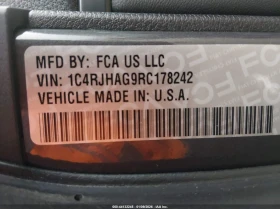 MFD BY: FCA US LLC
VIN: 1C4RJHAG9RC178242
VEHICLE MADE IN: U.S.A.